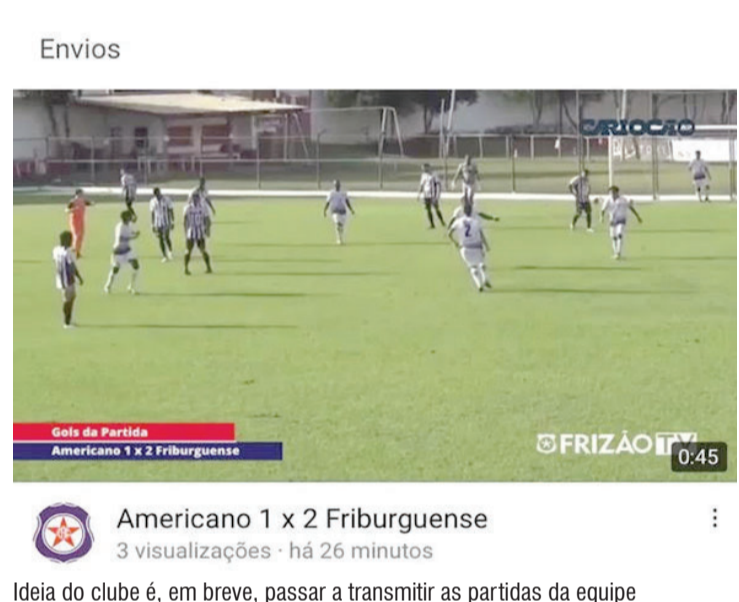 Envios
CARIOCÃO
2
Gols da Partida
Americano 1 x 2 Friburguense
FRIZÃO TV
0:45
Americano 1 x 2 Friburguense
3 visualizações · há 26 minutos
Ideia do clube é, em breve, passar a transmitir as partidas da equipe